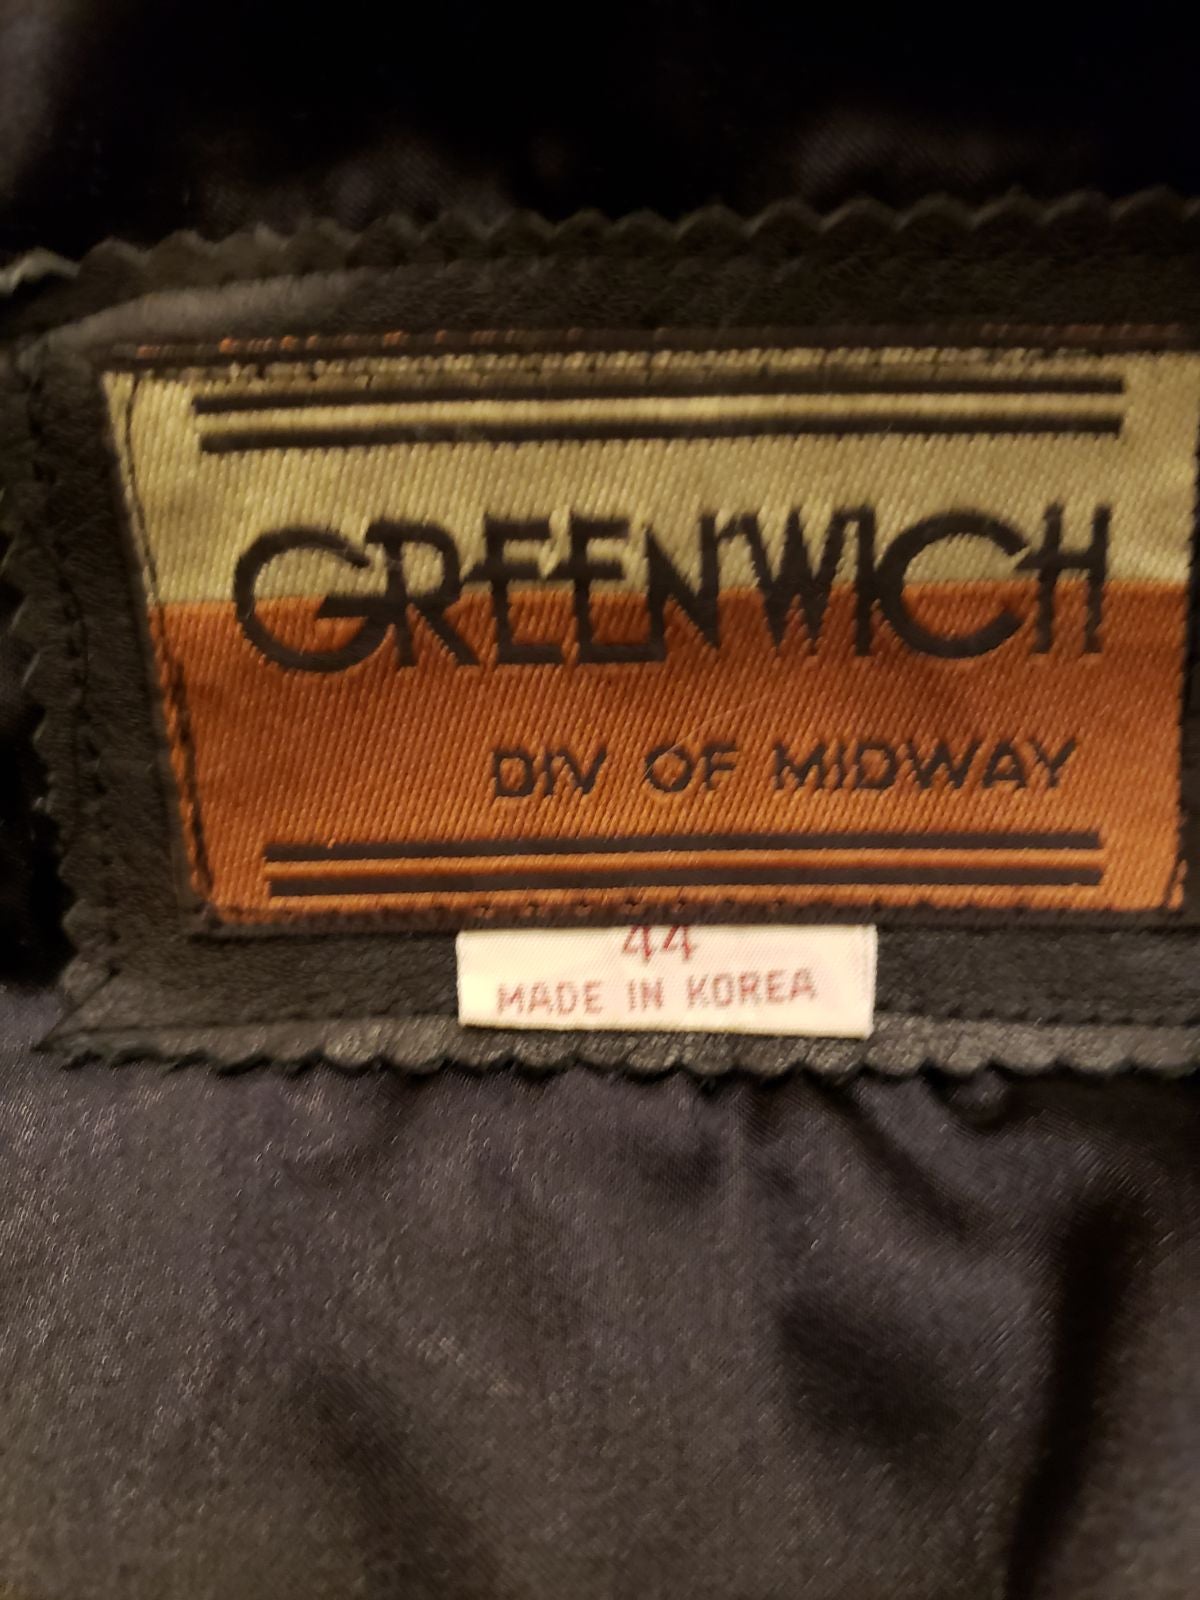 GREENWICH
DIV OF MIDWAY
44
MADE IN KOREA